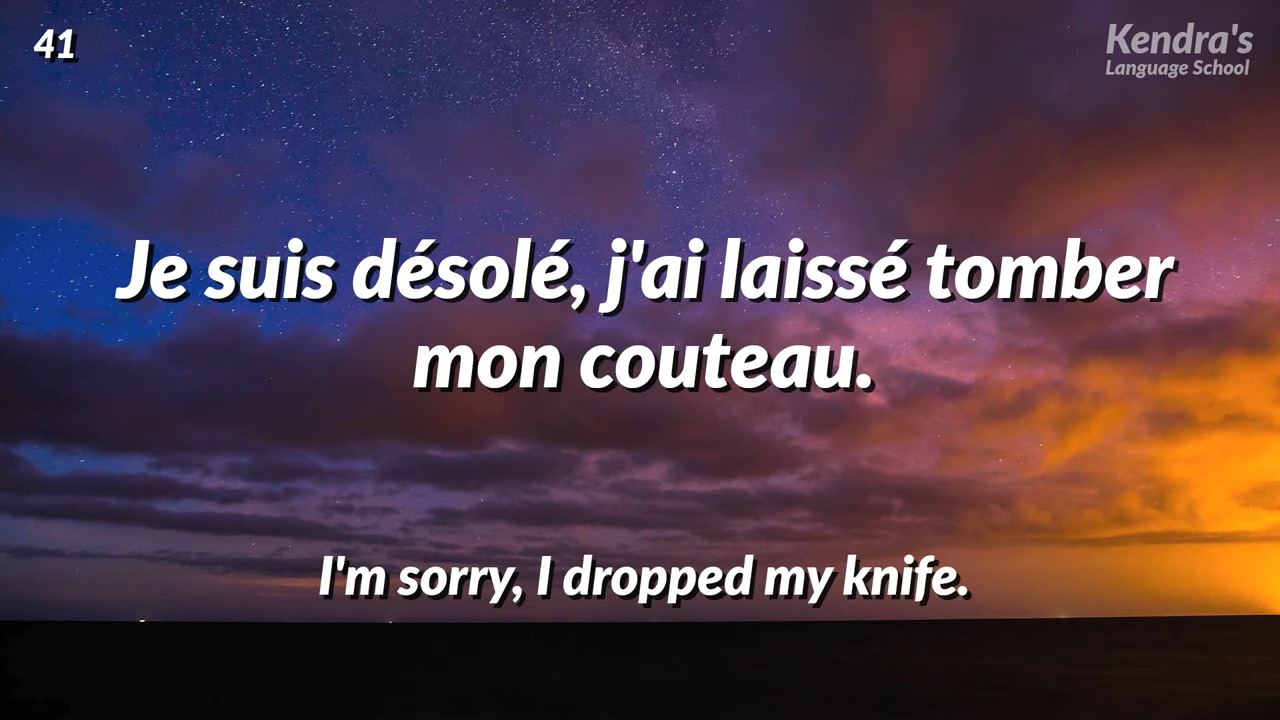 41
Kendra's
Language School
Je suis désolé, j'ai laissé tomber
mon couteau.
I'm sorry, I dropped my knife.